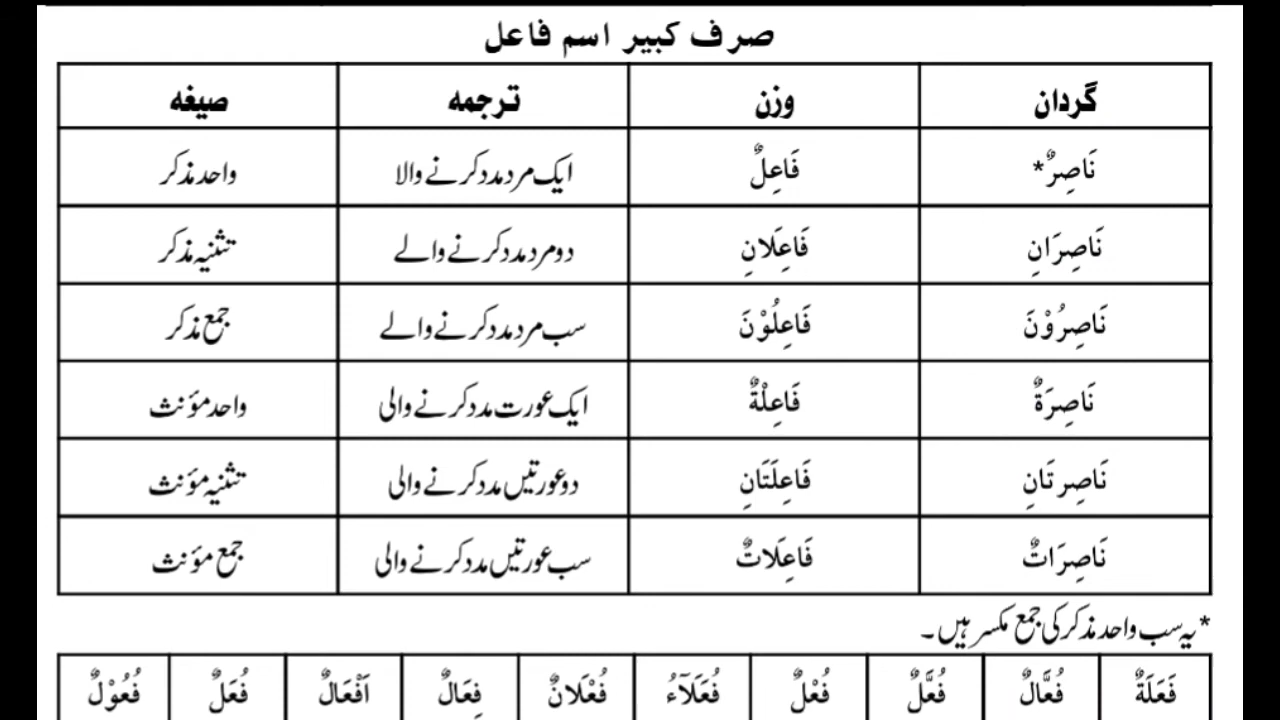 صرف کبیر اسم فاعل
گردان وزن ترجمہ صیغہ
نَاصِرٌ* فَاعِلٌ ایک مرد مدد کرنے والا واحد مذکر
نَاصِرَانِ فَاعِلَانِ دو مرد مدد کرنے والے تثنیہ مذکر
نَاصِرُوْنَ فَاعِلُوْنَ سب مرد مدد کرنے والے جمع مذکر
نَاصِرَةٌ فَاعِلْةٌ ایک عورت مدد کرنے والی واحد مؤنث
نَاصِرتَانِ فَاعِلَتَانِ دو عورتیں مدد کرنے والی تثنیہ مؤنث
نَاصِرَاتٌ فَاعِلَاتٌ سب عورتیں مدد کرنے والی جمع مؤنث
* یہ سب واحد مذکر کی جمع مکسر ہیں۔
فَعَلَةٌ فُعَّالٌ فُعَّلٌ فُعْلٌ فُعَلَآءُ فُعْلَانٌ فِعَالٌ اَفْعَالٌ فُعَلٌ فُعُوْلٌ